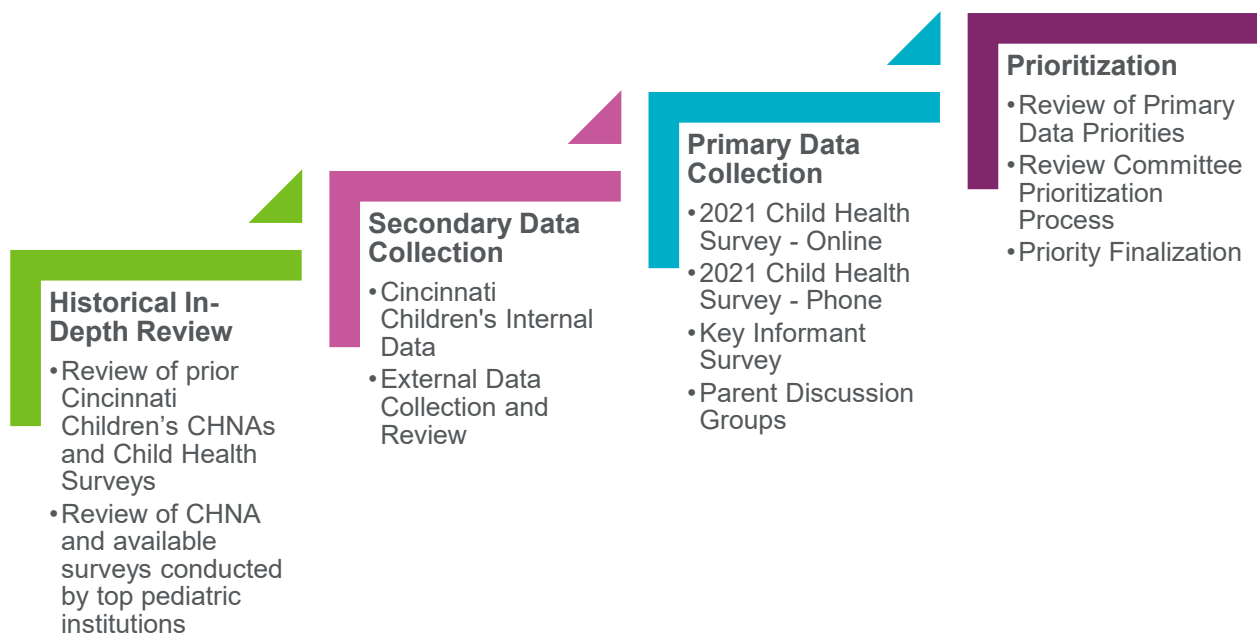 Historical In-
Depth Review
•Review of prior
Cincinnati
Children’s CHNAs
and Child Health
Surveys
•Review of CHNA
and available
surveys conducted
by top pediatric
institutions
Secondary Data
Collection
•Cincinnati
Children's Internal
Data
•External Data
Collection and
Review
Primary Data
Collection
•2021 Child Health
Survey - Online
•2021 Child Health
Survey - Phone
•Key Informant
Survey
•Parent Discussion
Groups
Prioritization
•Review of Primary
Data Priorities
•Review Committee
Prioritization
Process
•Priority Finalization